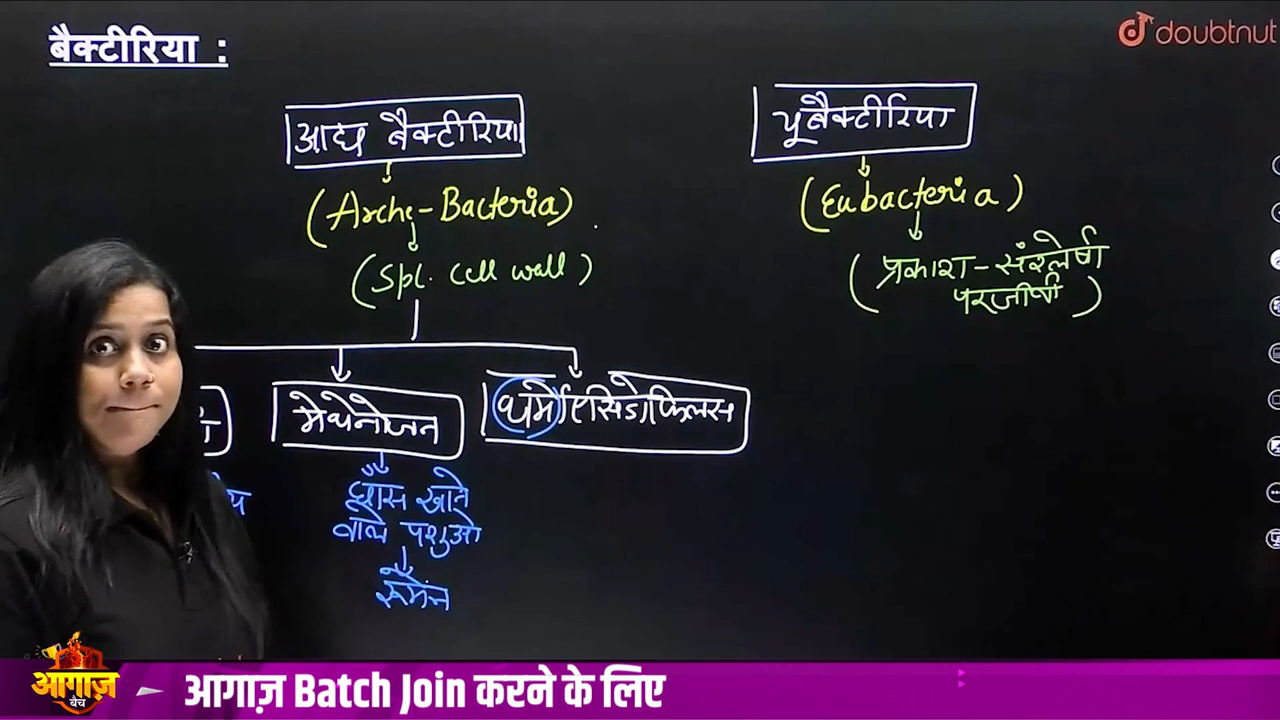 बैक्टीरिया :
doubtnut
आद्य बैक्टीरिया
यूबैक्टीरिया
(Arche-Bacteria)
(Eubacteria)
(Spl. cell wall)
(प्रकाश-संश्लेषी
परजीवी)
मेथेनोजन
थर्मोएसिडोफिलस
घास खाने
वाले पशुओ
रूमेन
आगाज़
बैच
आगाज़ Batch Join करने के लिए